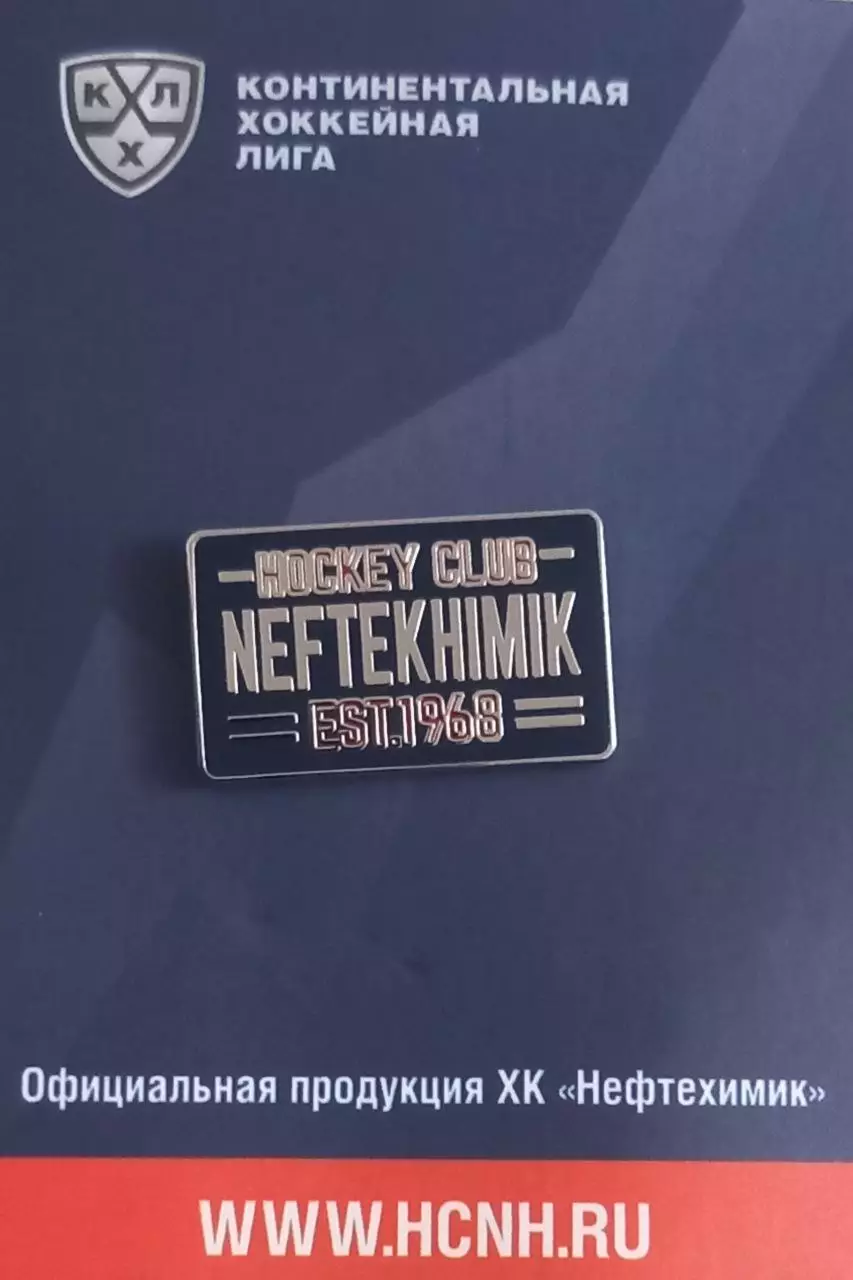 КХЛ
КОНТИНЕНТАЛЬНАЯ
ХОККЕЙНАЯ
ЛИГА
HOCKEY CLUB
NEFTEKHIMIK
EST.1968
Официальная продукция ХК «Нефтехимик»
WWW.HCNH.RU